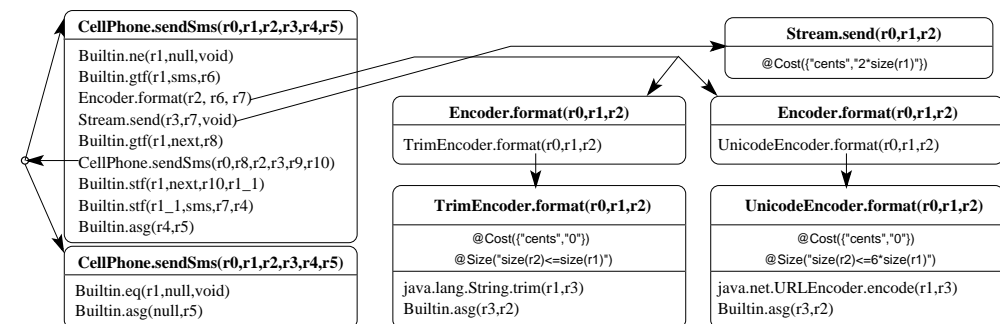 CellPhone.sendSms(r0,r1,r2,r3,r4,r5)
Builtin.ne(r1,null,void)
Builtin.gtf(r1,sms,r6)
Encoder.format(r2, r6, r7)
Stream.send(r3,r7,void)
Builtin.gtf(r1,next,r8)
CellPhone.sendSms(r0,r8,r2,r3,r9,r10)
Builtin.stf(r1,next,r10,r1_1)
Builtin.stf(r1_1,sms,r7,r4)
Builtin.asg(r4,r5)
CellPhone.sendSms(r0,r1,r2,r3,r4,r5)
Builtin.eq(r1,null,void)
Builtin.asg(null,r5)
Stream.send(r0,r1,r2)
@Cost({"cents","2*size(r1)"})
Encoder.format(r0,r1,r2)
TrimEncoder.format(r0,r1,r2)
Encoder.format(r0,r1,r2)
UnicodeEncoder.format(r0,r1,r2)
TrimEncoder.format(r0,r1,r2)
@Cost({"cents","0"})
@Size("size(r2)<=size(r1)")
java.lang.String.trim(r1,r3)
Builtin.asg(r3,r2)
UnicodeEncoder.format(r0,r1,r2)
@Cost({"cents","0"})
@Size("size(r2)<=6*size(r1)")
java.net.URLEncoder.encode(r1,r3)
Builtin.asg(r3,r2)